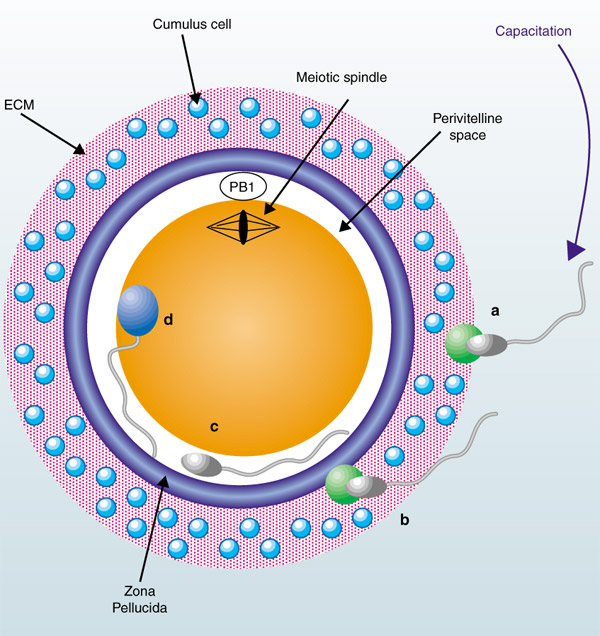 Cumulus cell
Capacitation
Meiotic spindle
ECM
Perivitelline
space
PB1
a
d
c
b
Zona
Pellucida